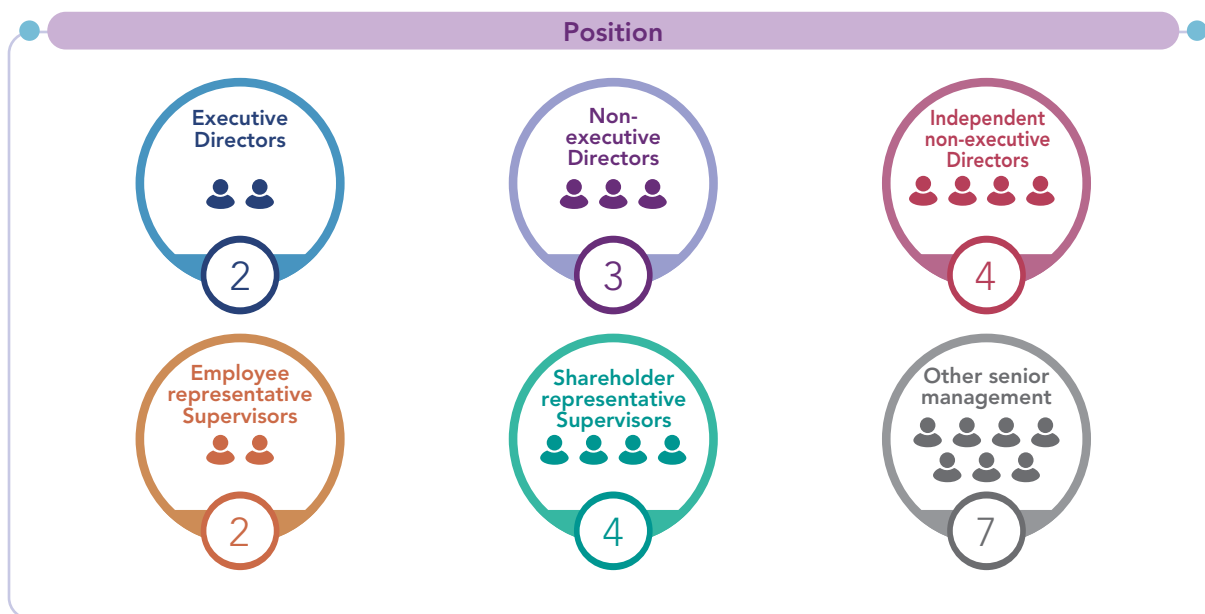 Position
Executive
Directors
2
Non-
executive
Directors
3
Independent
non-executive
Directors
4
Employee
representative
Supervisors
2
Shareholder
representative
Supervisors
4
Other senior
management
7